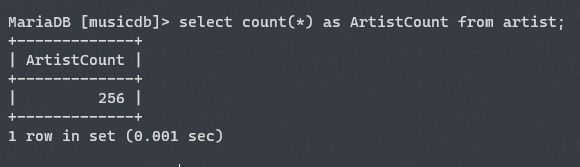 MariaDB [musicdb]> select count(*) as ArtistCount from artist;
+-------------+
| ArtistCount |
+-------------+
|         256 |
+-------------+
1 row in set (0.001 sec)